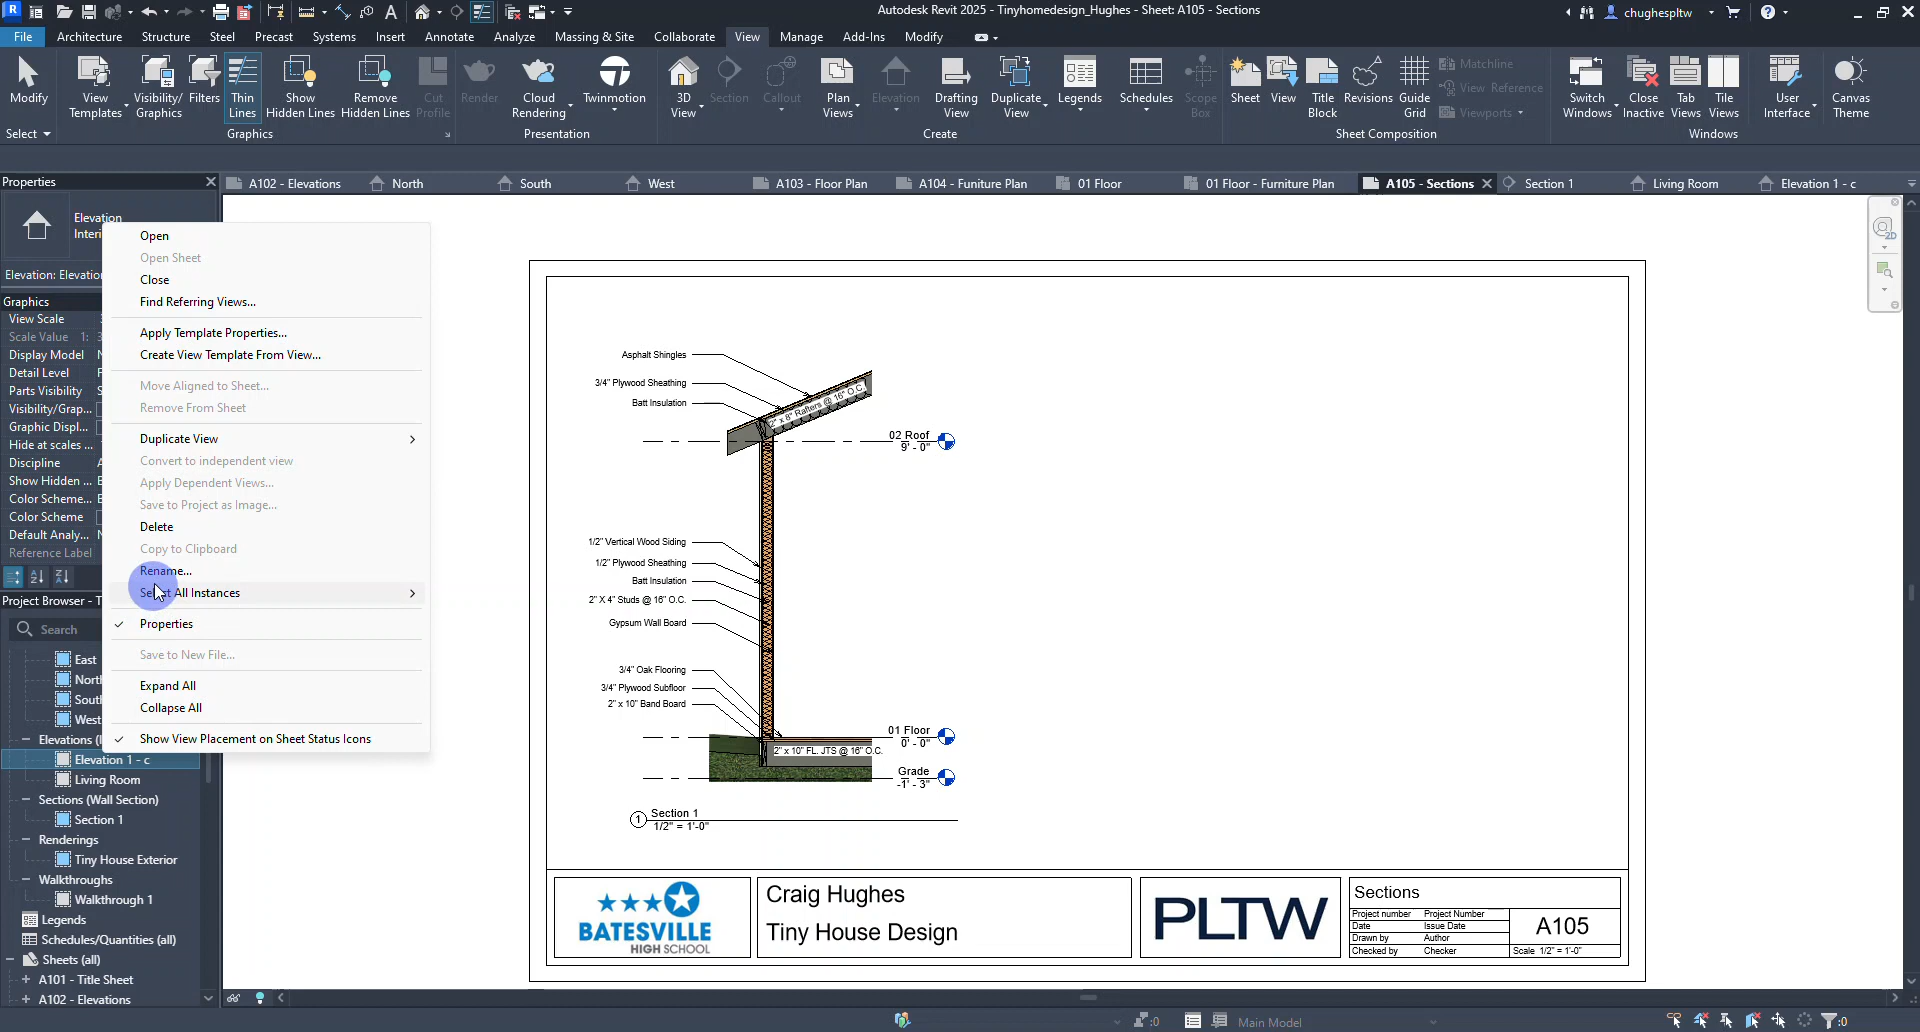 Autodesk Revit 2025 - Tinyhomedesign_Hughes - Sheet: A105 - Sections
chughespltw
File
Architecture
Structure
Steel
Precast
Systems
Insert
Annotate
Analyze
Massing & Site
Collaborate
View
Manage
Add-Ins
Modify
Modify
View Templates
Visibility/ Graphics
Filters
Thin Lines
Show Hidden Lines
Remove Hidden Lines
Cut Profile
Render
Cloud Rendering
Twinmotion
3D View
Section
Callout
Plan Views
Elevation
Drafting View
Duplicate View
Legends
Schedules
Scope Box
Sheet
View
Title Block
Revisions
Guide Grid
Matchline
View Reference
Viewports
Switch Windows
Close Inactive
Tab Views
Tile Views
User Interface
Canvas Theme
Select
Graphics
Presentation
Create
Sheet Composition
Windows
Properties
A102 - Elevations
North
South
West
A103 - Floor Plan
A104 - Funiture Plan
01 Floor
01 Floor - Furniture Plan
A105 - Sections
Section 1
Living Room
Elevation 1 - c
Elevation
Interi
Elevation: Elevatio
Graphics
View Scale
Scale Value 1:
Display Model
Detail Level
Parts Visibility
Visibility/Grap...
Graphic Displ...
Hide at scales ...
Discipline
Show Hidden ...
Color Scheme...
Color Scheme
Default Analy...
Reference Label
Project Browser - T
Search
East
Nort
Sout
West
Elevations (I
Elevation 1 - c
Living Room
Sections (Wall Section)
Section 1
Renderings
Tiny House Exterior
Walkthroughs
Walkthrough 1
Legends
Schedules/Quantities (all)
Sheets (all)
A101 - Title Sheet
A102 - Elevations
Open
Open Sheet
Close
Find Referring Views...
Apply Template Properties...
Create View Template From View...
Move Aligned to Sheet...
Remove From Sheet
Duplicate View
Convert to independent view
Apply Dependent Views...
Save to Project as Image...
Delete
Copy to Clipboard
Rename...
Select All Instances
Properties
Save to New File...
Expand All
Collapse All
Show View Placement on Sheet Status Icons
Asphalt Shingles
3/4" Plywood Sheathing
Batt Insulation
2" x 8" Rafters @ 16" O.C.
02 Roof
9' - 0"
1/2" Vertical Wood Siding
1/2" Plywood Sheathing
Batt Insulation
2" X 4" Studs @ 16" O.C.
Gypsum Wall Board
3/4" Oak Flooring
3/4" Plywood Subfloor
2" x 10" Band Board
01 Floor
0' - 0"
2" x 10" FL. JTS @ 16" O.C.
Grade
-1' - 3"
1 Section 1
1/2" = 1'-0"
BATESVILLE
HIGH SCHOOL
Craig Hughes
Tiny House Design
PLTW
Sections
Project number Project Number
Date Issue Date
Drawn by Author
Checked by Checker
A105
Scale 1/2" = 1'-0"
2D
:0
Main Model
:0